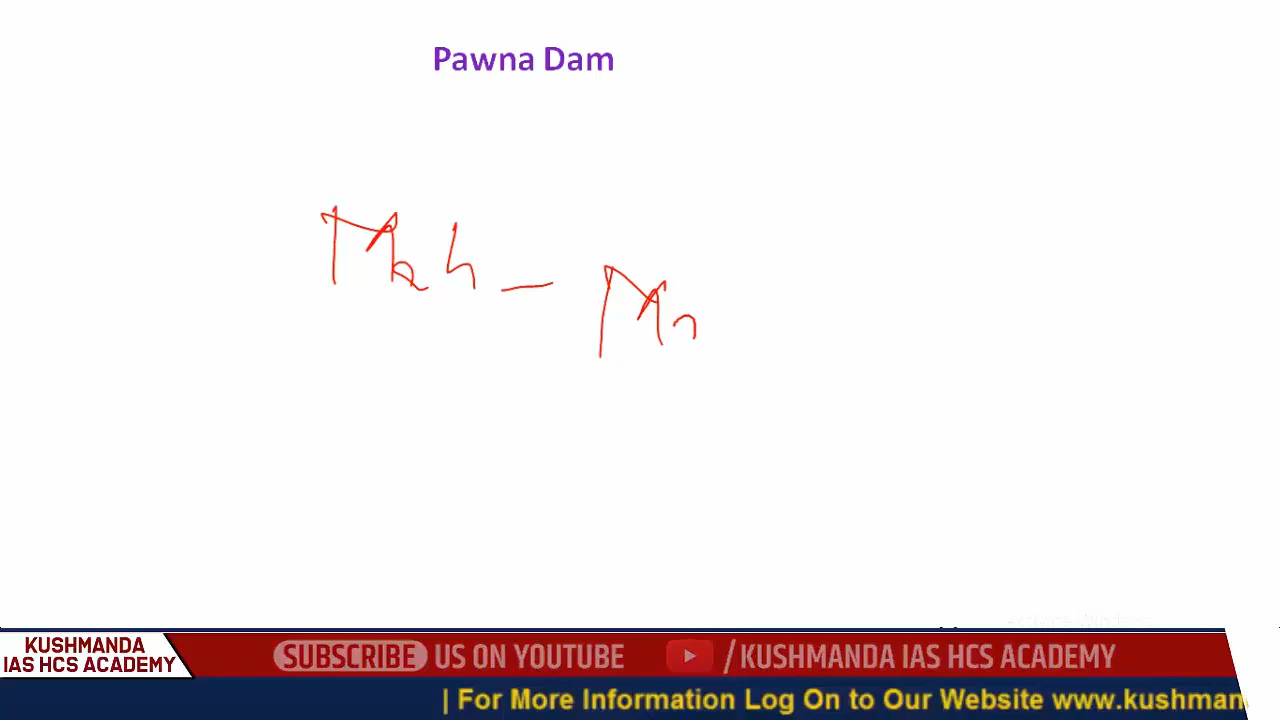 Pawna Dam
Mah -
KUSHMANDA
IAS HCS ACADEMY
SUBSCRIBE US ON YOUTUBE
/KUSHMANDA IAS HCS ACADEMY
| For More Information Log On to Our Website www.kushman